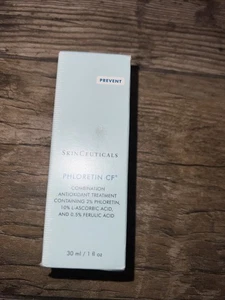 PREVENT
SKINCEUTICALS
PHLORETIN CF®
COMBINATION
ANTIOXIDANT TREATMENT
CONTAINING 2% PHLORETIN,
10% L-ASCORBIC ACID,
AND 0.5% FERULIC ACID
30 ml / 1 fl oz